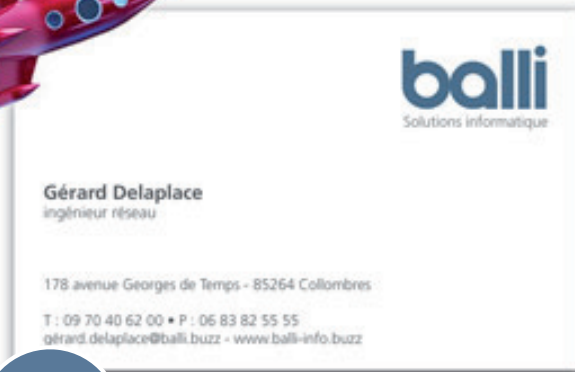 balli
Solutions informatique
Gérard Delaplace
ingénieur réseau
178 avenue Georges de Temps - 85264 Collombres
T : 09 70 40 62 00 • P : 06 83 82 55 55
gérard.delaplace@balli.buzz - www.balli-info.buzz